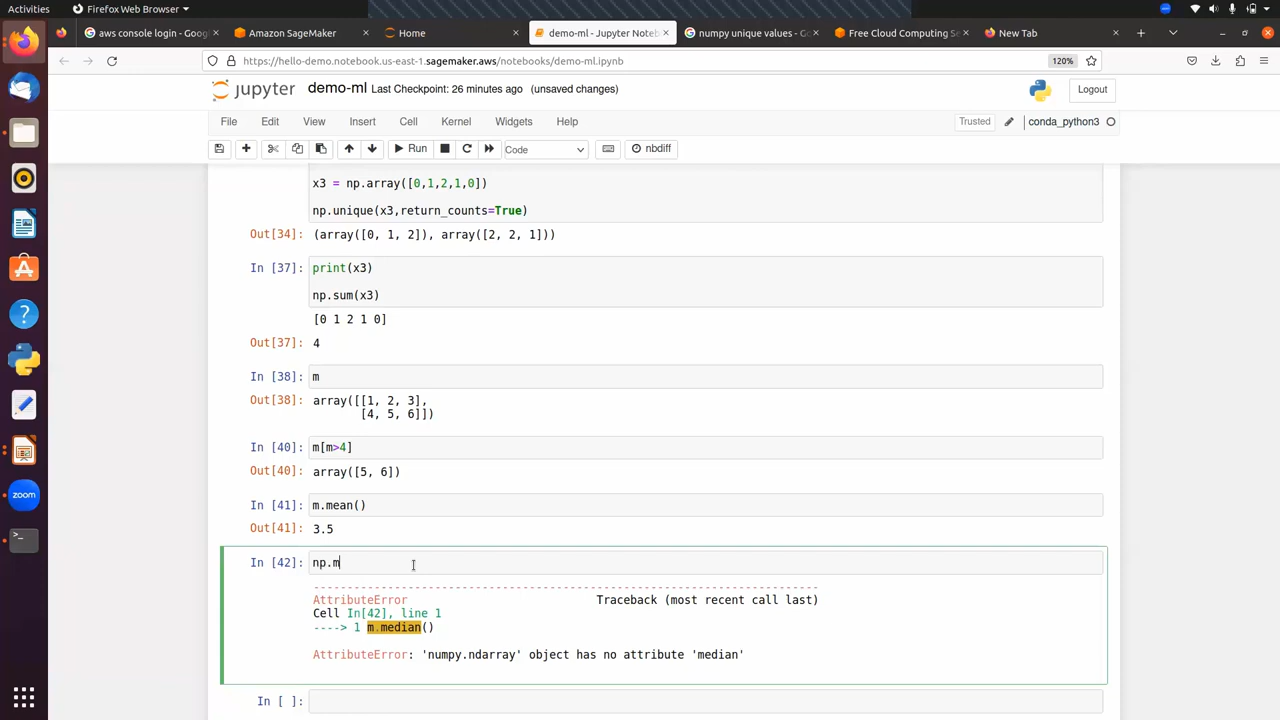 Activities
Firefox Web Browser
aws console login - Goog
Amazon SageMaker
Home
demo-ml - Jupyter Noteb
numpy unique values - Go
Free Cloud Computing Se
New Tab
https://hello-demo.notebook.us-east-1.sagemaker.aws/notebooks/demo-ml.ipynb
120%
jupyter demo-ml Last Checkpoint: 26 minutes ago (unsaved changes)
Logout
File Edit View Insert Cell Kernel Widgets Help
Trusted
conda_python3
Run
Code
nbdiff
x3 = np.array([0,1,2,1,0])
np.unique(x3,return_counts=True)
Out[34]: (array([0, 1, 2]), array([2, 2, 1]))
In [37]: print(x3)
np.sum(x3)
[0 1 2 1 0]
Out[37]: 4
In [38]: m
Out[38]: array([[1, 2, 3],
[4, 5, 6]])
In [40]: m[m>4]
Out[40]: array([5, 6])
In [41]: m.mean()
Out[41]: 3.5
In [42]: np.m
---------------------------------------------------------------------------
AttributeError Traceback (most recent call last)
Cell In[42], line 1
----> 1 m.median()
AttributeError: 'numpy.ndarray' object has no attribute 'median'
In [ ]:
zoom